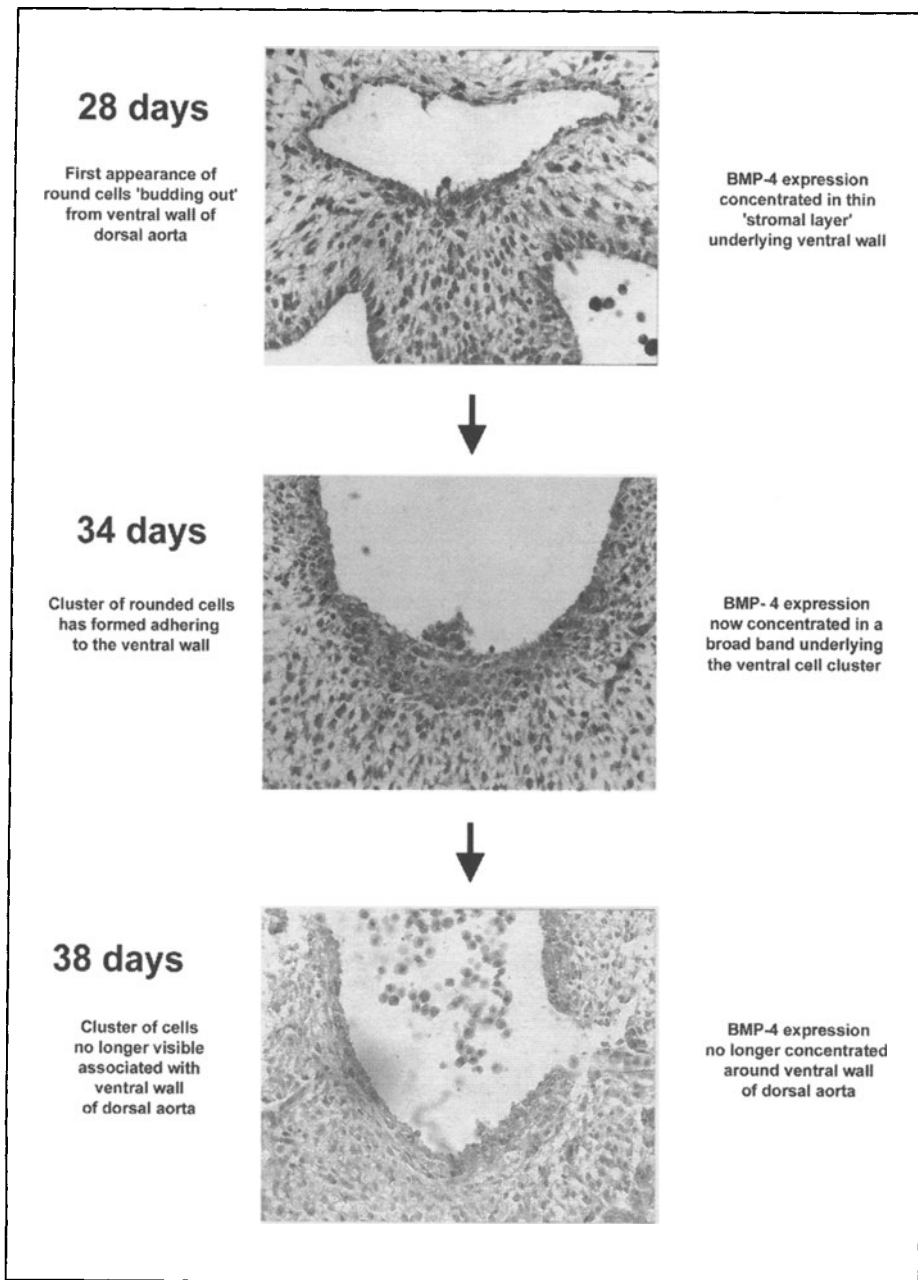 28 days
First appearance of
round cells 'budding out'
from ventral wall of
dorsal aorta
BMP-4 expression
concentrated in thin
'stromal layer'
underlying ventral wall
34 days
Cluster of rounded cells
has formed adhering
to the ventral wall
BMP- 4 expression
now concentrated in a
broad band underlying
the ventral cell cluster
38 days
Cluster of cells
no longer visible
associated with
ventral wall
of dorsal aorta
BMP-4 expression
no longer concentrated
around ventral wall
of dorsal aorta